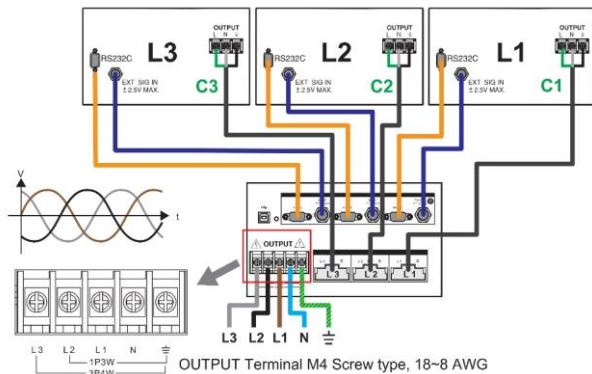 OUTPUT
L N ⏚
L3
RS232C
C3
EXT SIG IN
± 2.5V MAX.
OUTPUT
L N ⏚
L2
RS232C
C2
EXT SIG IN
± 2.5V MAX.
OUTPUT
L N ⏚
L1
RS232C
C1
EXT SIG IN
± 2.5V MAX.
V
t
OUTPUT
L 3
L 2
L 1
L3 L2 L1 N ⏚
L 3 L 2 L 1 N ⏚
1P3W
3P4W
OUTPUT Terminal M4 Screw type, 18~8 AWG